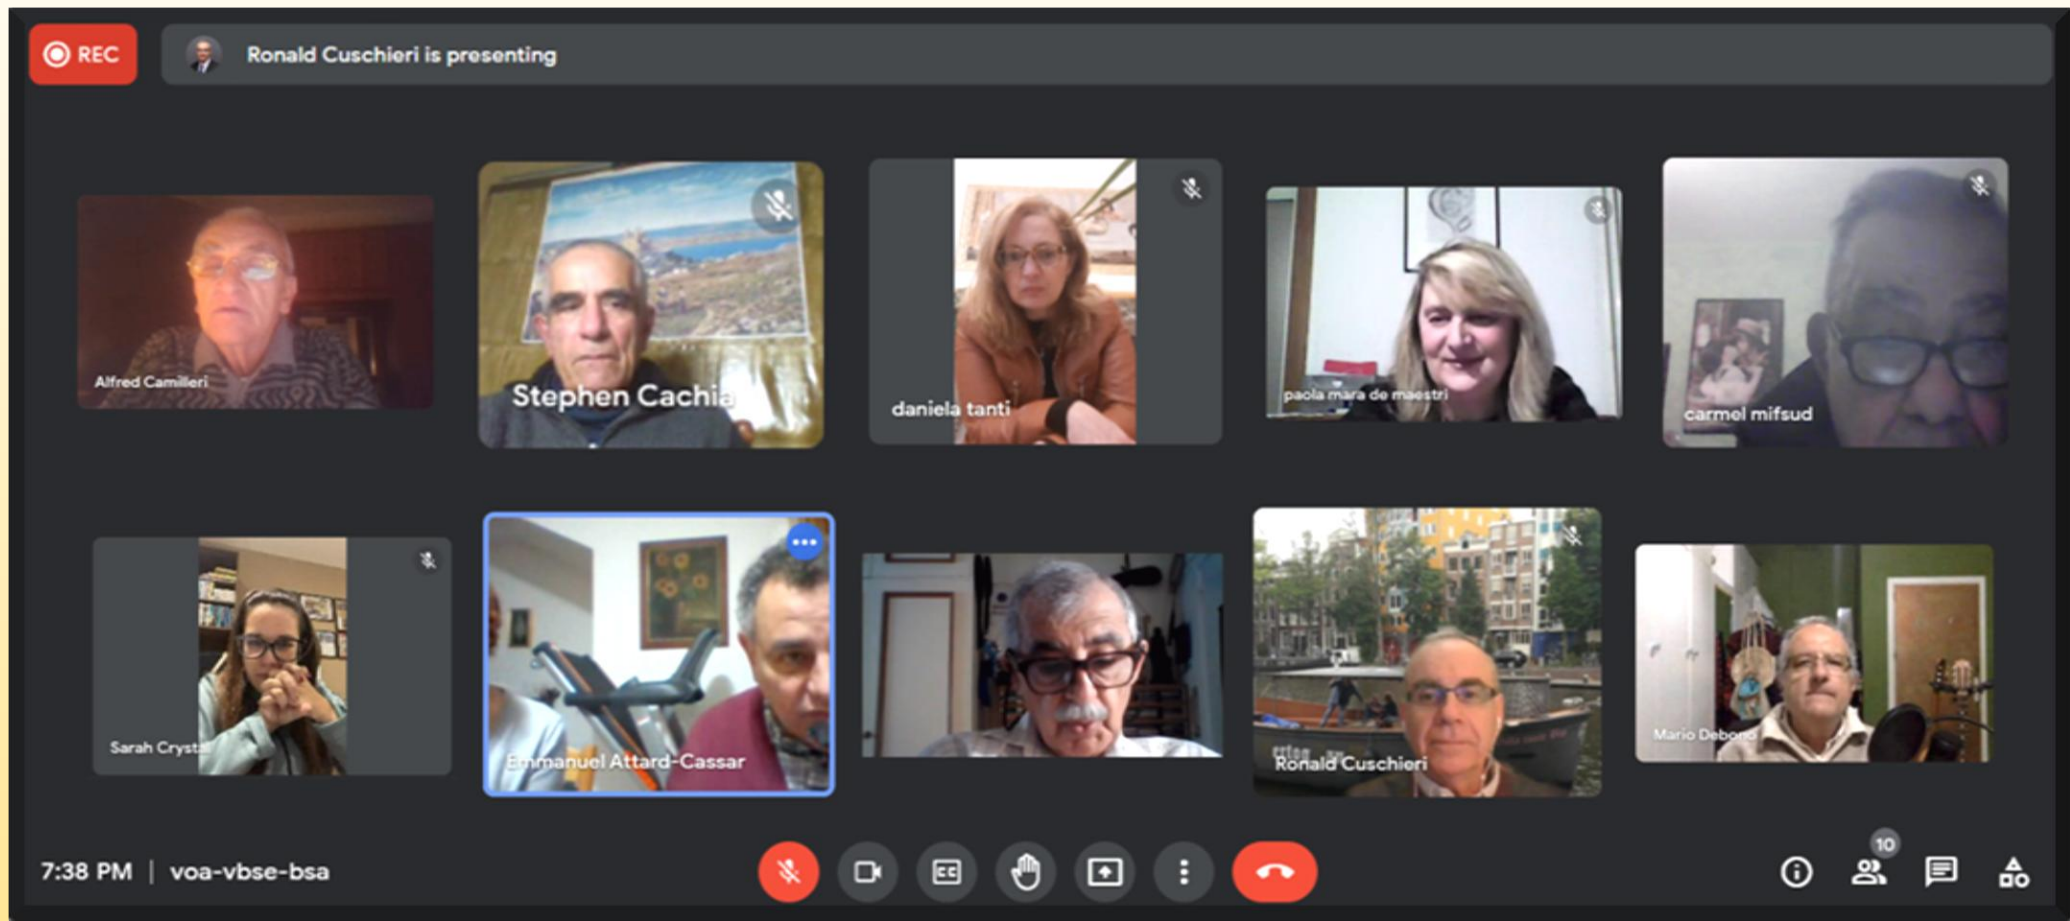 REC
Ronald Cuschieri is presenting
Alfred Camilleri
Stephen Cachia
daniela tanti
paola mara de maestri
carmel mifsud
Sarah Crystal
Emmanuel Attard-Cassar
Ronald Cuschieri
Mario Debono
7:38 PM | voa-vbse-bsa
CC
10